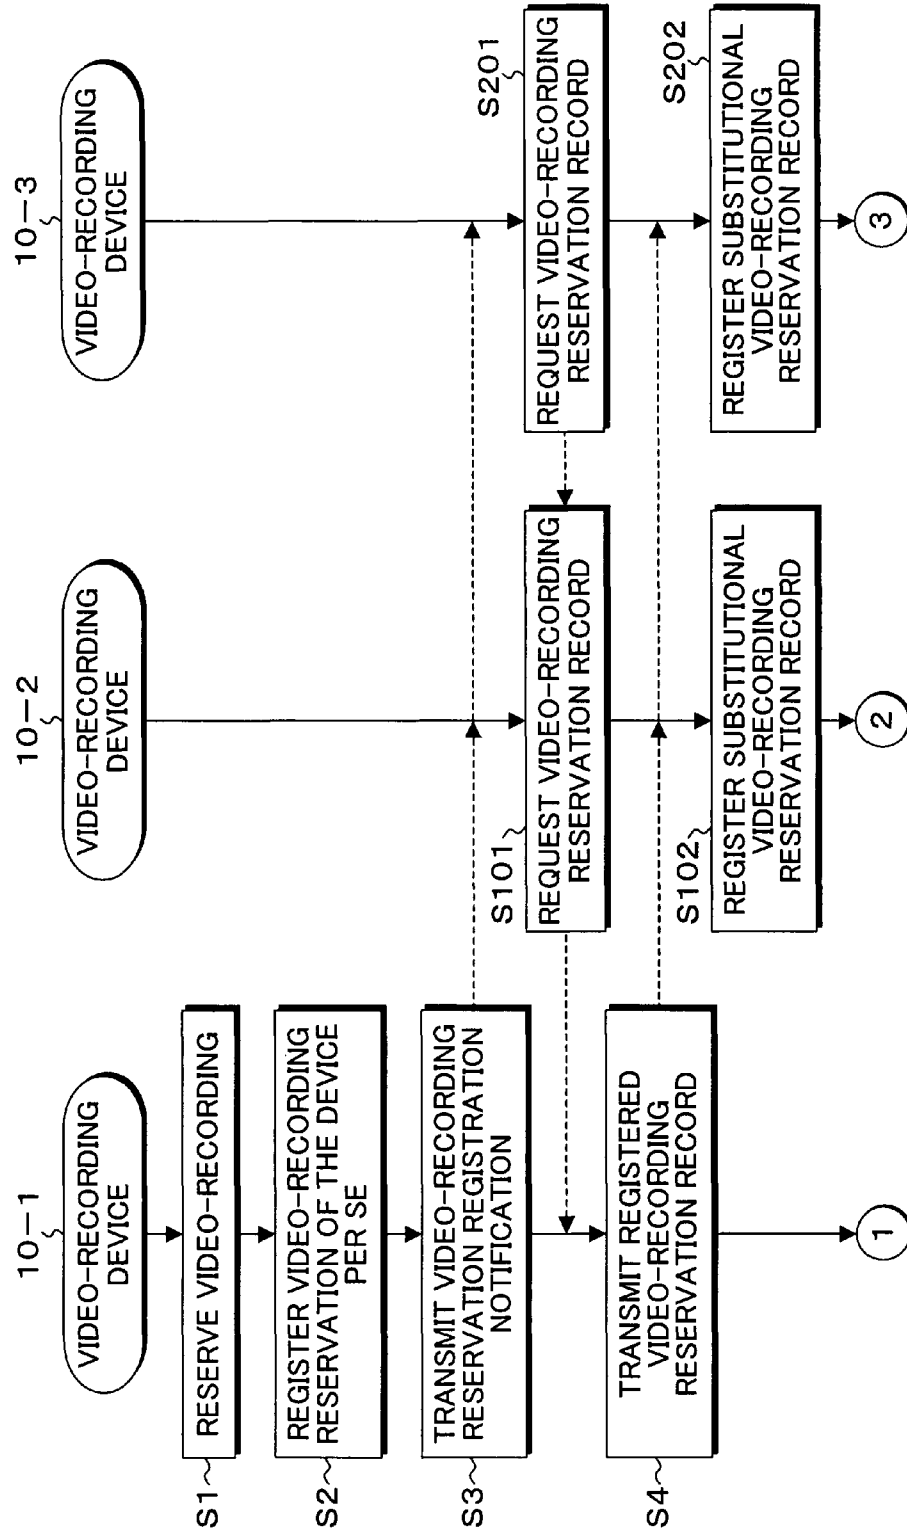 10-1
VIDEO-RECORDING
DEVICE
10-2
VIDEO-RECORDING
DEVICE
10-3
VIDEO-RECORDING
DEVICE
S1
RESERVE VIDEO-RECORDING
S2
REGISTER VIDEO-RECORDING
RESERVATION OF THE DEVICE
PER SE
S3
TRANSMIT VIDEO-RECORDING
RESERVATION REGISTRATION
NOTIFICATION
S101
REQUEST VIDEO-RECORDING
RESERVATION RECORD
S201
REQUEST VIDEO-RECORDING
RESERVATION RECORD
S4
TRANSMIT REGISTERED
VIDEO-RECORDING
RESERVATION RECORD
S102
REGISTER SUBSTITUTIONAL
VIDEO-RECORDING
RESERVATION RECORD
S202
REGISTER SUBSTITUTIONAL
VIDEO-RECORDING
RESERVATION RECORD
1
2
3